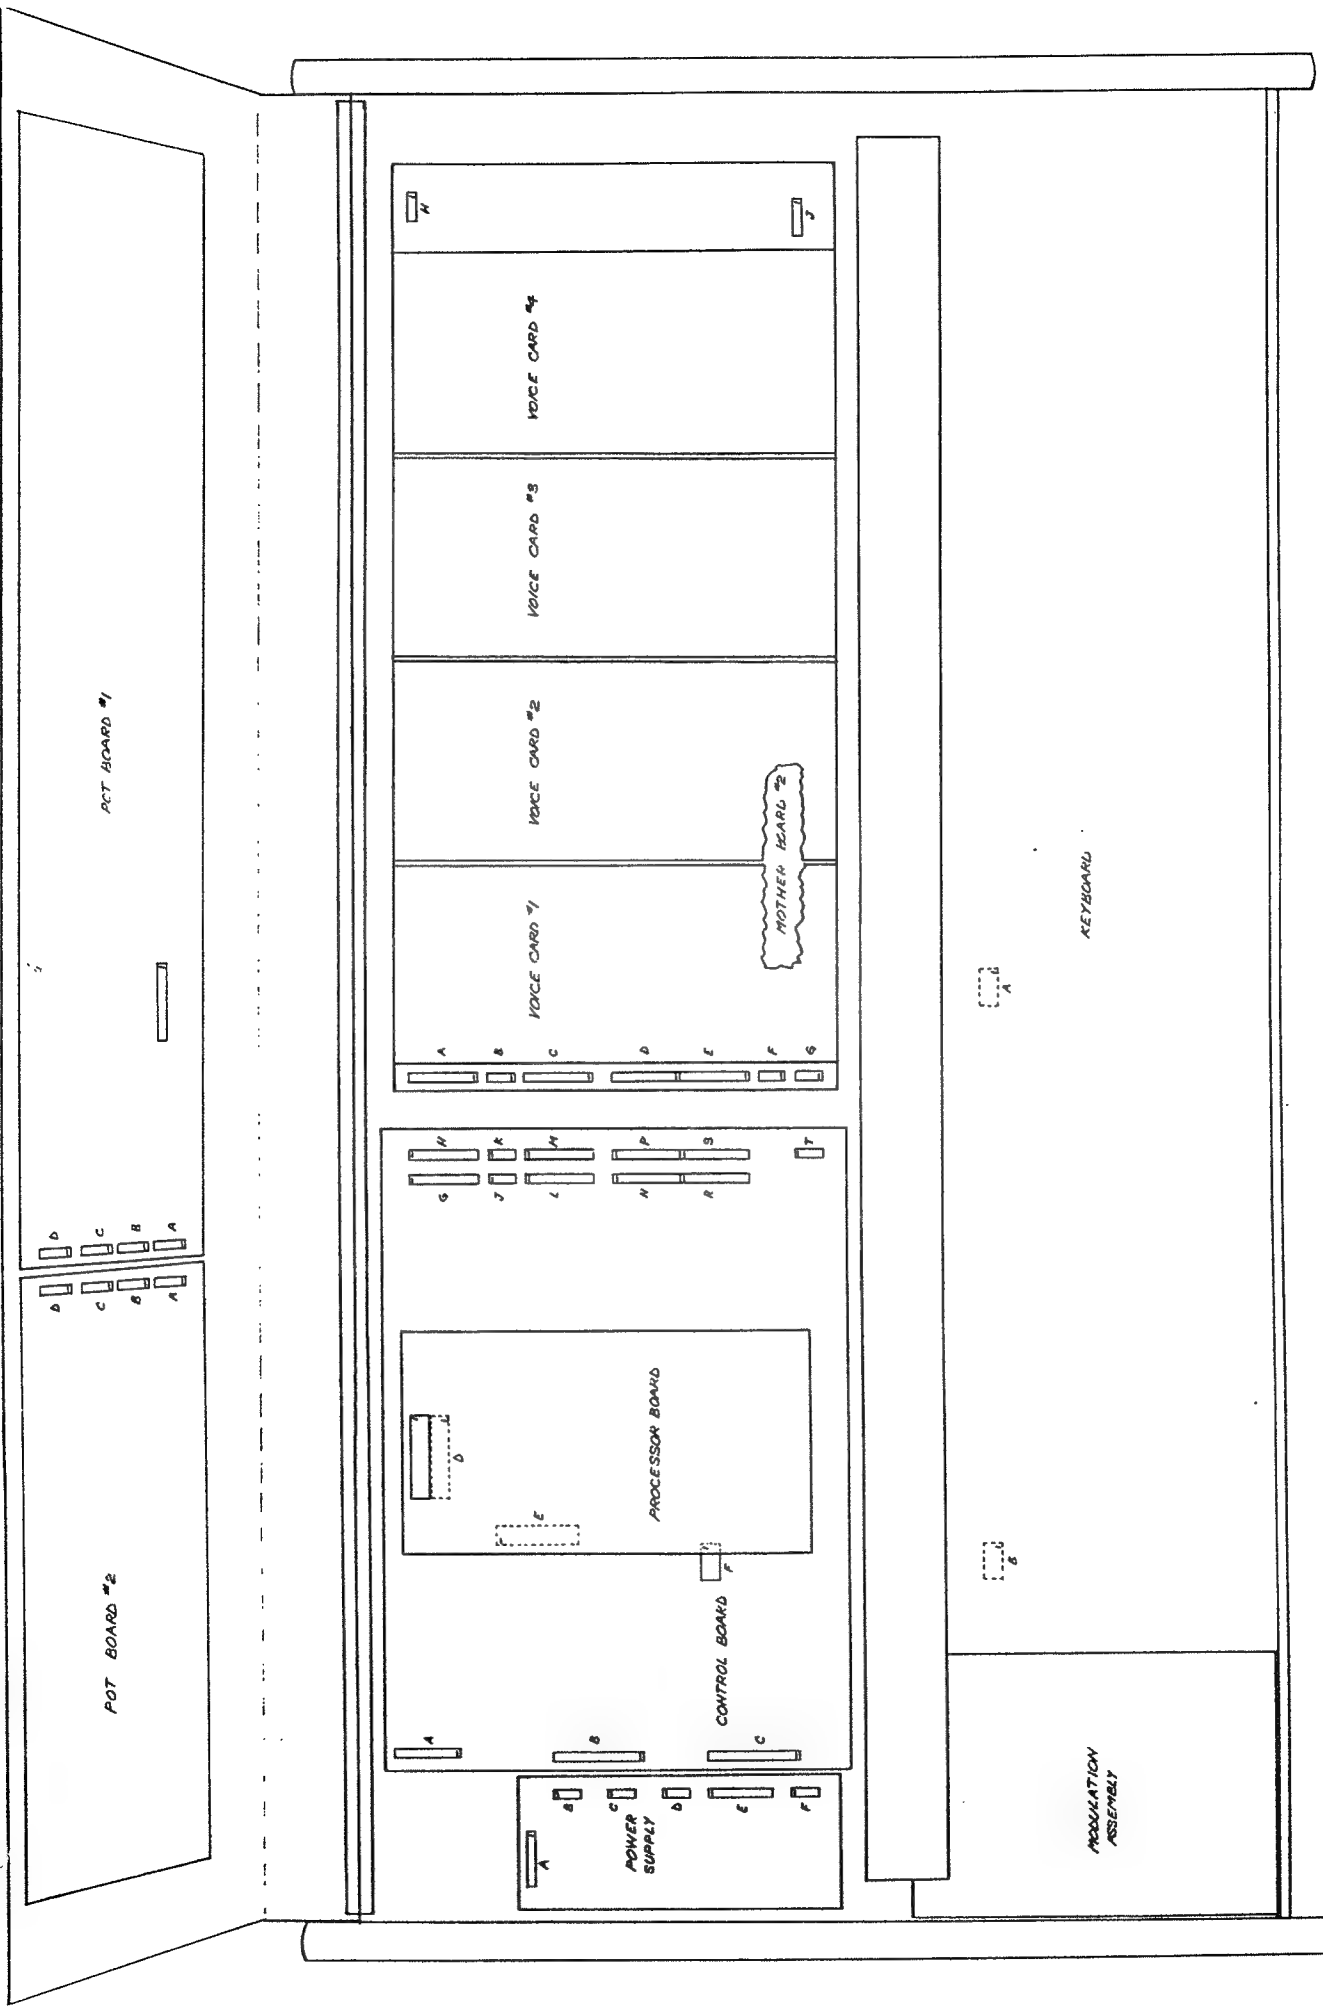 POT BOARD #2
D
C
B
A
D
C
B
A
POT BOARD #1
A
B
C
D
E
F
POWER
SUPPLY
A
B
C
D
E
F
CONTROL BOARD
PROCESSOR BOARD
G
J
L
N
R
H
K
M
P
S
T
A
B
C
D
E
F
G
VOICE CARD #1
VOICE CARD #2
VOICE CARD #3
VOICE CARD #4
MOTHER BOARD #2
H
J
B
A
KEYBOARD
MODULATION
ASSEMBLY